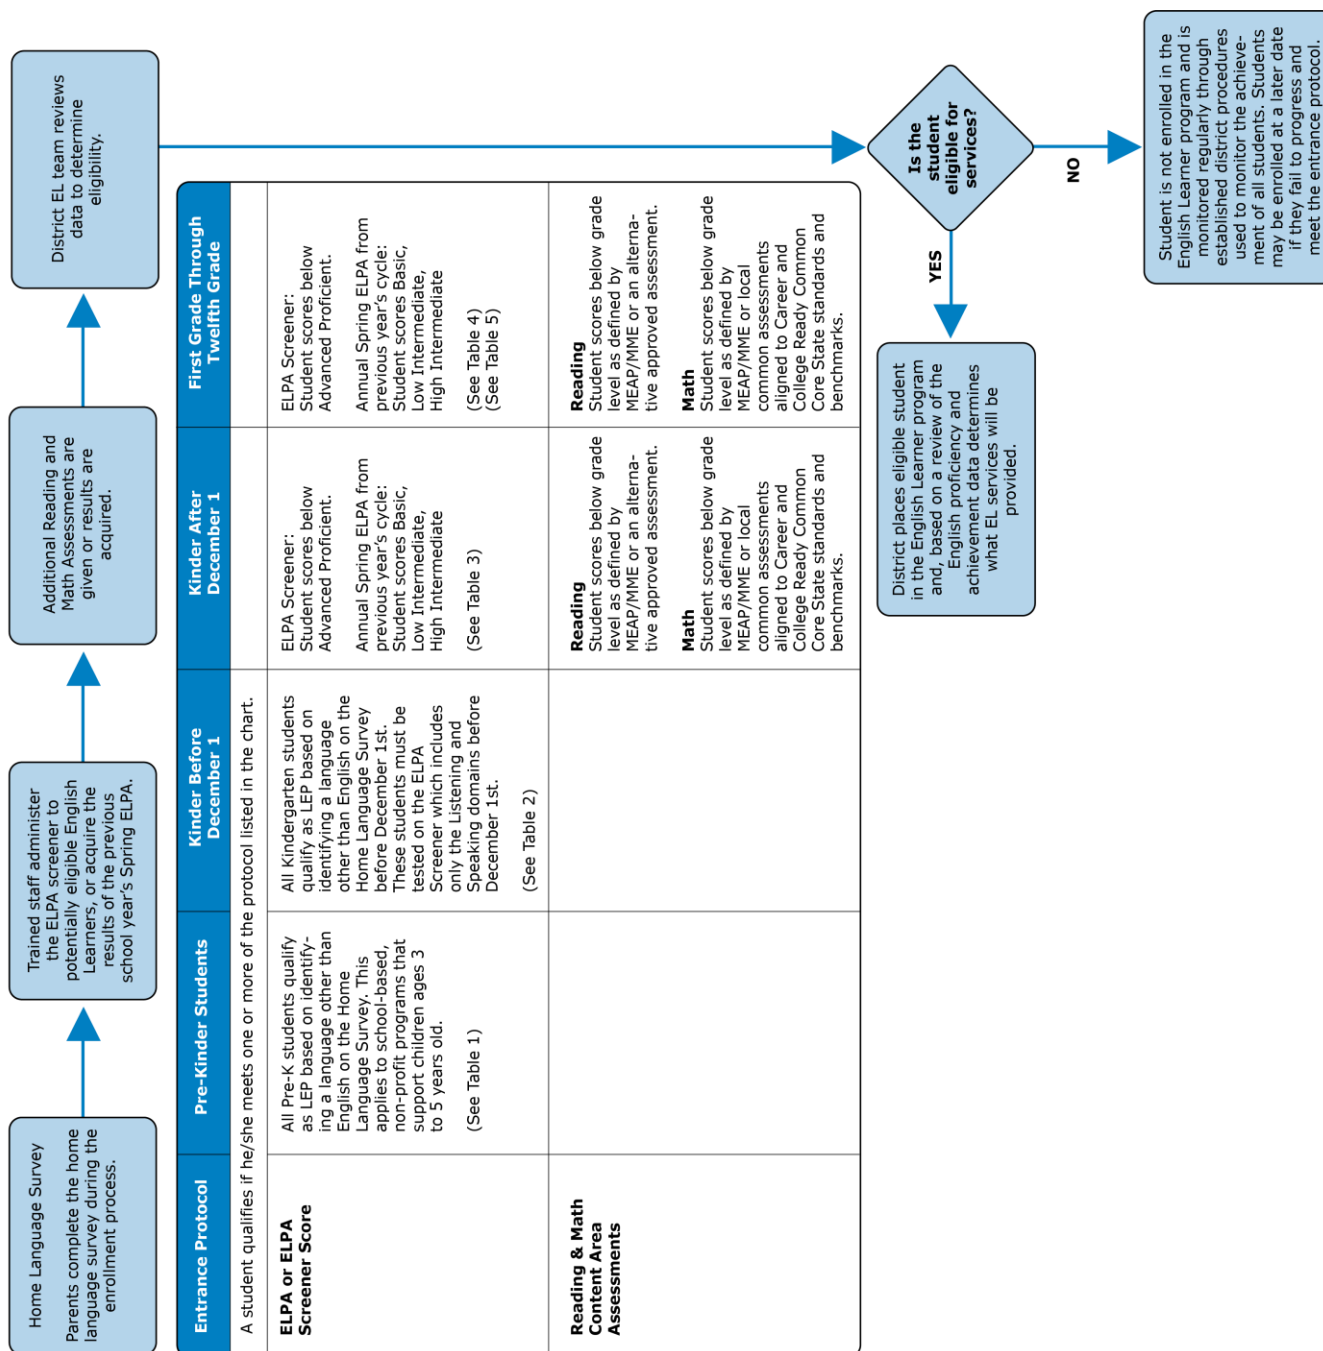 Home Language Survey
Parents complete the home
language survey during the
enrollment process.
Trained staff administer
the ELPA screener to
potentially eligible English
Learners, or acquire the
results of the previous
school year's Spring ELPA.
Additional Reading and
Math Assessments are
given or results are
acquired.
District EL team reviews
data to determine
eligibility.
Entrance Protocol
Pre-Kinder Students
Kinder Before
December 1
Kinder After
December 1
First Grade Through
Twelfth Grade
A student qualifies if he/she meets one or more of the protocol listed in the chart.
ELPA or ELPA
Screener Score
All Pre-K students qualify
as LEP based on identify-
ing a language other than
English on the Home
Language Survey. This
applies to school-based,
non-profit programs that
support children ages 3
to 5 years old.
(See Table 1)
All Kindergarten students
qualify as LEP based on
identifying a language
other than English on the
Home Language Survey
before December 1st.
These students must be
tested on the ELPA
Screener which includes
only the Listening and
Speaking domains before
December 1st.
(See Table 2)
ELPA Screener:
Student scores below
Advanced Proficient.
Annual Spring ELPA from
previous year's cycle:
Student scores Basic,
Low Intermediate,
High Intermediate
(See Table 3)
ELPA Screener:
Student scores below
Advanced Proficient.
Annual Spring ELPA from
previous year's cycle:
Student scores Basic,
Low Intermediate,
High Intermediate
(See Table 4)
(See Table 5)
Reading & Math
Content Area
Assessments
Reading
Student scores below grade
level as defined by
MEAP/MME or an alterna-
tive approved assessment.
Math
Student scores below grade
level as defined by
MEAP/MME or local
common assessments
aligned to Career and
College Ready Common
Core State standards and
benchmarks.
Reading
Student scores below grade
level as defined by
MEAP/MME or an alterna-
tive approved assessment.
Math
Student scores below grade
level as defined by
MEAP/MME or local
common assessments
aligned to Career and
College Ready Common
Core State standards and
benchmarks.
Is the
student
eligible for
services?
YES
District places eligible student
in the English Learner program
and, based on a review of the
English proficiency and
achievement data determines
what EL services will be
provided.
NO
Student is not enrolled in the
English Learner program and is
monitored regularly through
established district procedures
used to monitor the achieve-
ment of all students. Students
may be enrolled at a later date
if they fail to progress and
meet the entrance protocol.